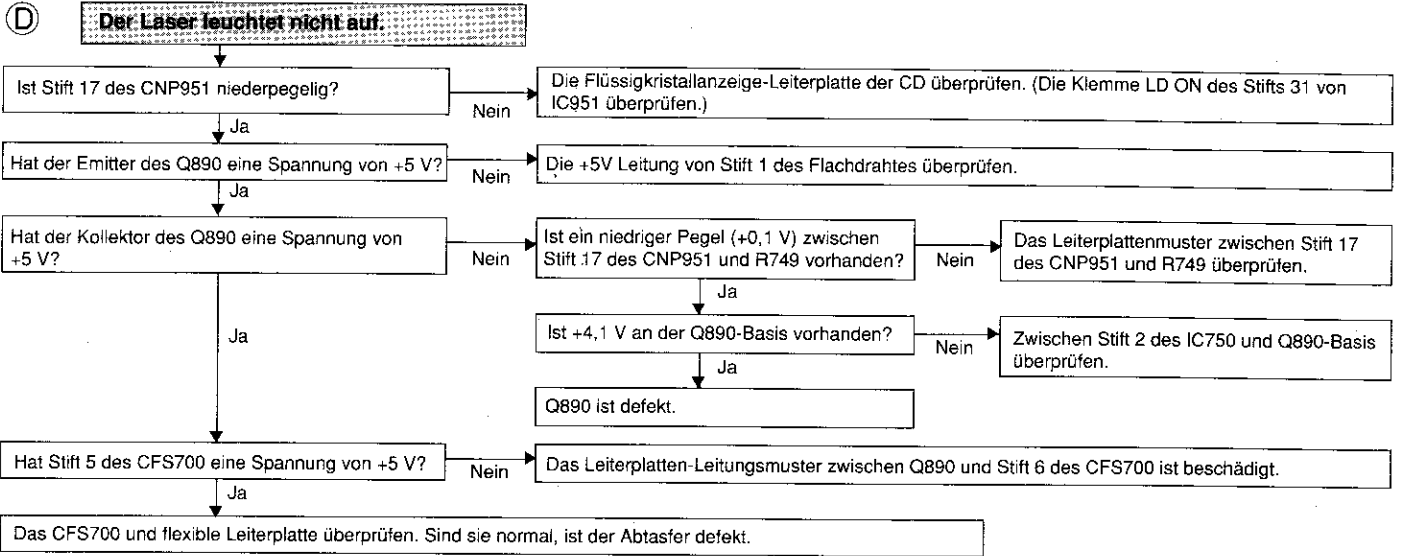 D
Der Laser leuchtet nicht auf.
Ist Stift 17 des CNP951 niederpegelig?
Nein
Die Flüssigkristallanzeige-Leiterplatte der CD überprüfen. (Die Klemme LD ON des Stifts 31 von
IC951 überprüfen.)
Ja
Hat der Emitter des Q890 eine Spannung von +5 V?
Nein
Die +5V Leitung von Stift 1 des Flachdrahtes überprüfen.
Ja
Hat der Kollektor des Q890 eine Spannung von
+5 V?
Nein
Ist ein niedriger Pegel (+0,1 V) zwischen
Stift 17 des CNP951 und R749 vorhanden?
Nein
Das Leiterplattenmuster zwischen Stift 17
des CNP951 und R749 überprüfen.
Ja
Ja
Ist +4,1 V an der Q890-Basis vorhanden?
Nein
Zwischen Stift 2 des IC750 und Q890-Basis
überprüfen.
Ja
Q890 ist defekt.
Hat Stift 5 des CFS700 eine Spannung von +5 V?
Nein
Das Leiterplatten-Leitungsmuster zwischen Q890 und Stift 6 des CFS700 ist beschädigt.
Ja
Das CFS700 und flexible Leiterplatte überprüfen. Sind sie normal, ist der Abtasfer defekt.